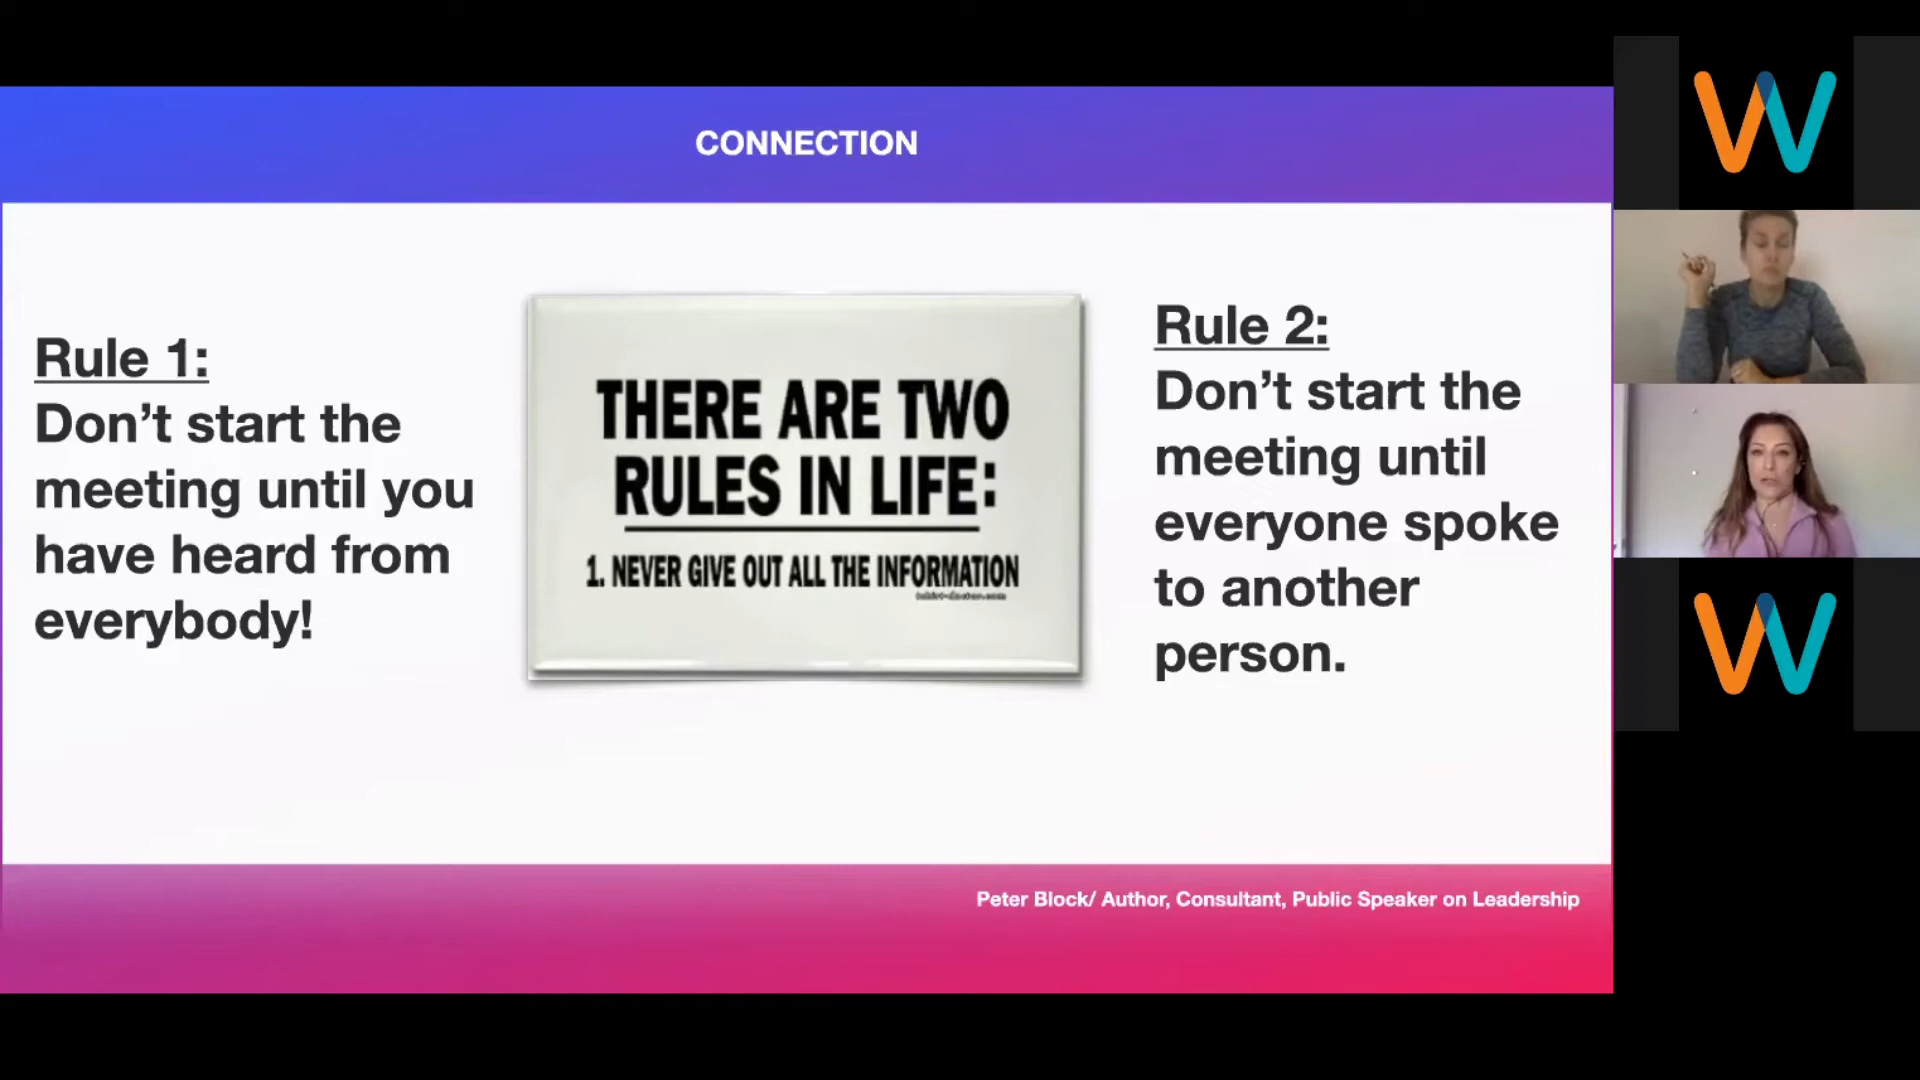 CONNECTION
Rule 1:
Don’t start the
meeting until you
have heard from
everybody!
THERE ARE TWO
RULES IN LIFE:
1. NEVER GIVE OUT ALL THE INFORMATION
Rule 2:
Don’t start the
meeting until
everyone spoke
to another
person.
Peter Block/ Author, Consultant, Public Speaker on Leadership